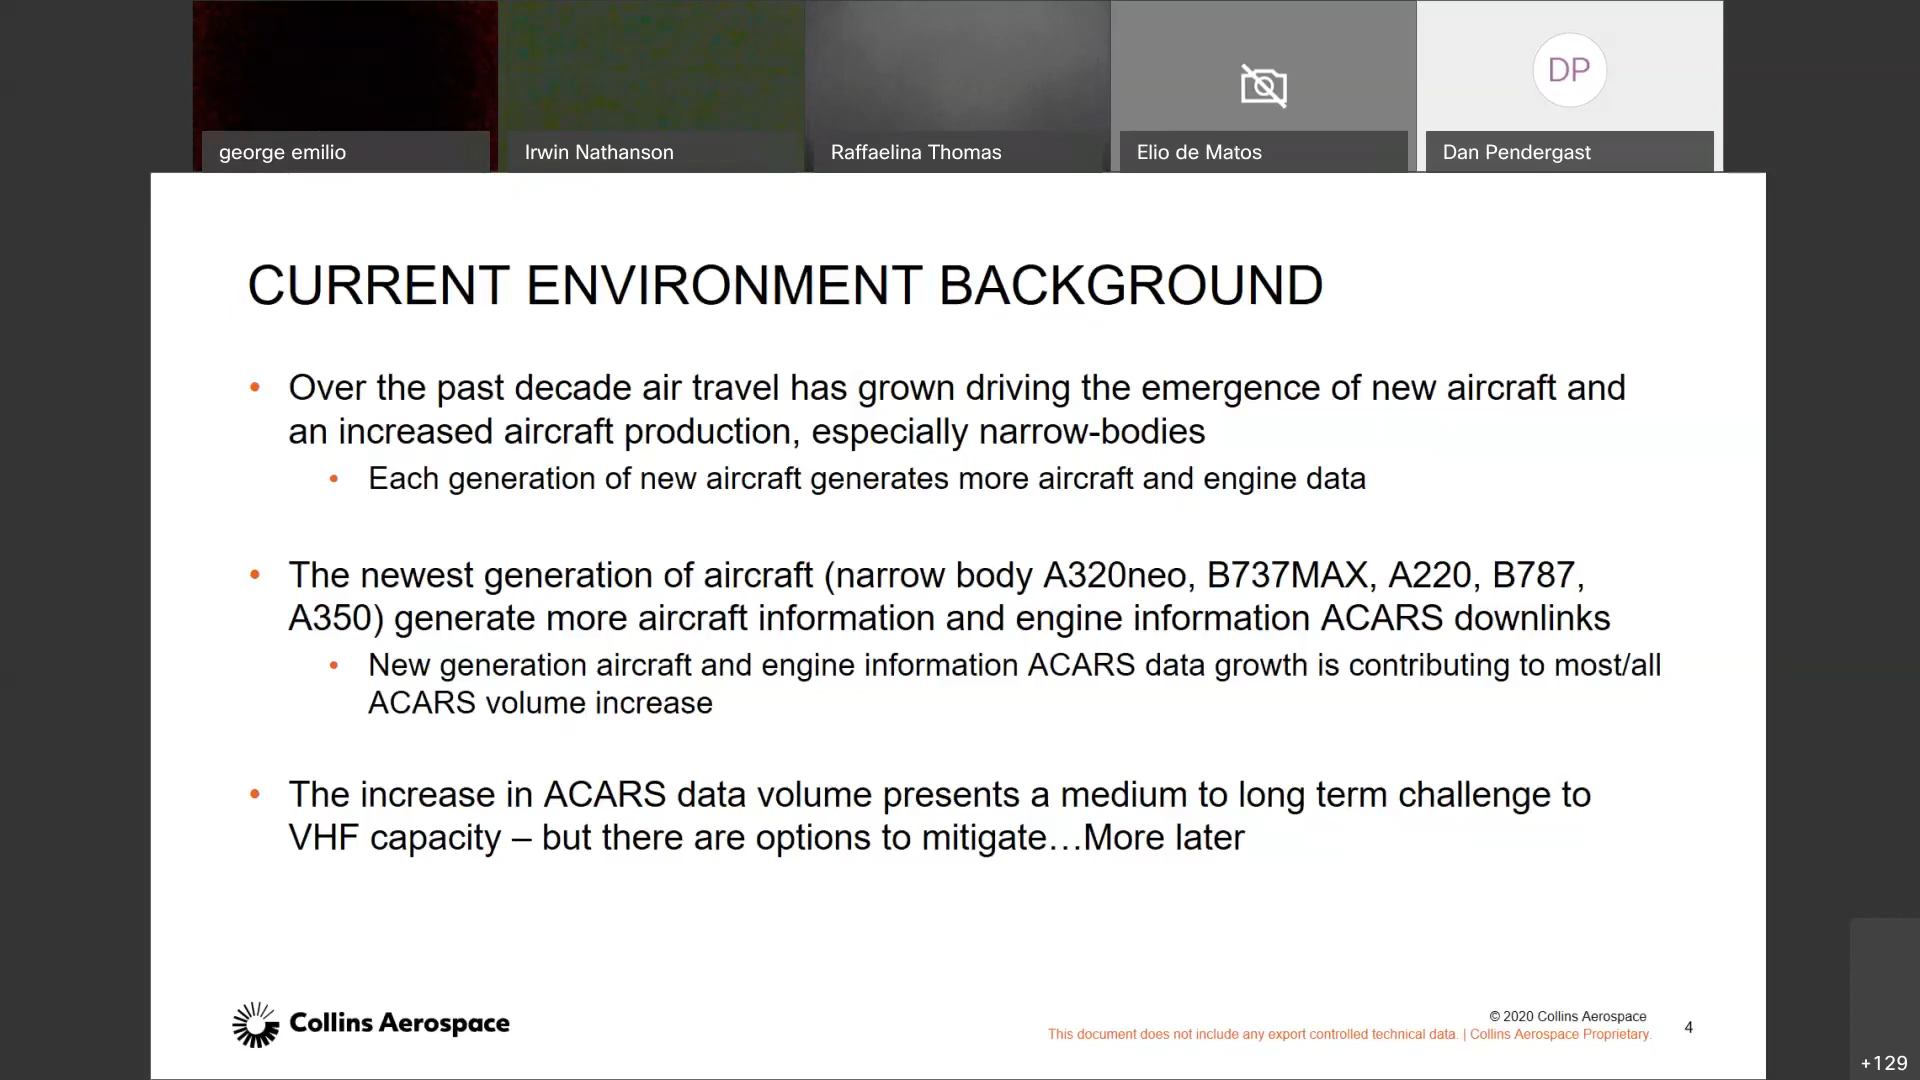 george emilio
Irwin Nathanson
Raffaelina Thomas
Elio de Matos
DP
Dan Pendergast
CURRENT ENVIRONMENT BACKGROUND
• Over the past decade air travel has grown driving the emergence of new aircraft and
an increased aircraft production, especially narrow-bodies
• Each generation of new aircraft generates more aircraft and engine data
• The newest generation of aircraft (narrow body A320neo, B737MAX, A220, B787,
A350) generate more aircraft information and engine information ACARS downlinks
• New generation aircraft and engine information ACARS data growth is contributing to most/all
ACARS volume increase
• The increase in ACARS data volume presents a medium to long term challenge to
VHF capacity – but there are options to mitigate…More later
Collins Aerospace
© 2020 Collins Aerospace
This document does not include any export controlled technical data. | Collins Aerospace Proprietary.
4
+129